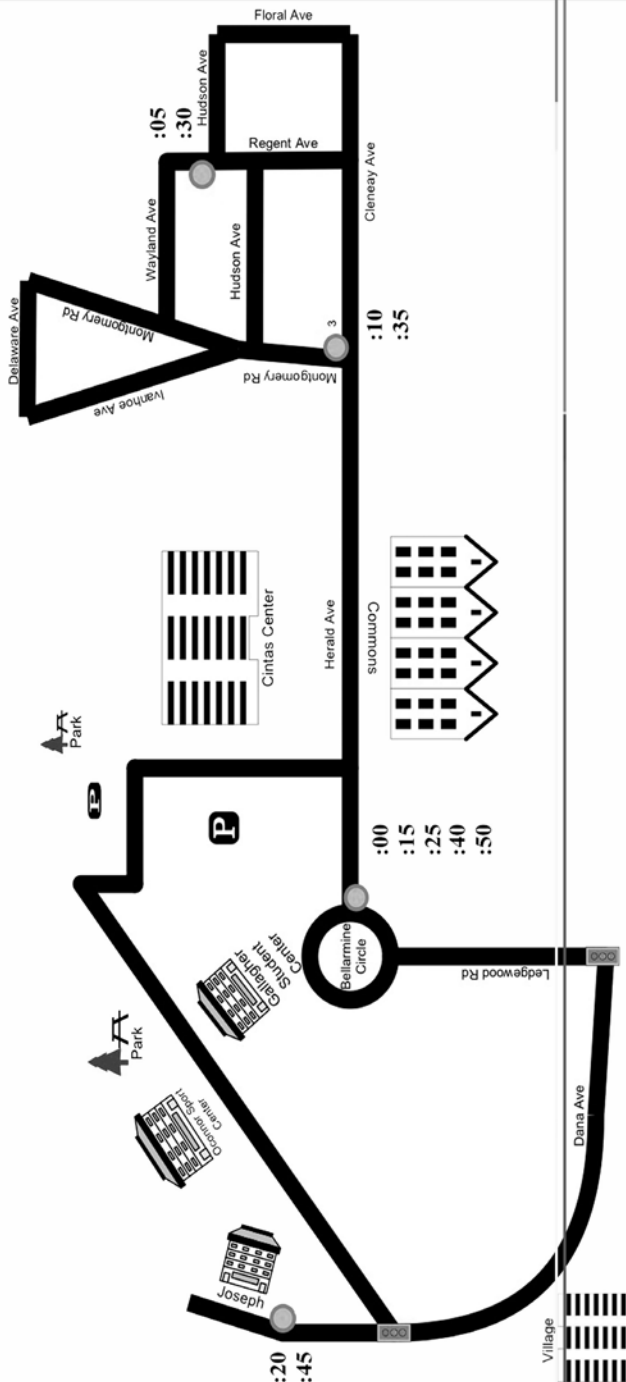 Floral Ave
Hudson Ave
:05
:30
Regent Ave
Cleneay Ave
Wayland Ave
Hudson Ave
Delaware Ave
Montgomery Rd
Ivanhoe Ave
Montgomery Rd
3
:10
:35
Cintas Center
Herald Ave
Commons
Park
P
P
:00
:15
:25
:40
:50
Gallagher
Student
Center
Bellarmine
Circle
Ledgewood Rd
Park
Oconnor Sport
Center
Dana Ave
Joseph
:20
:45
Village